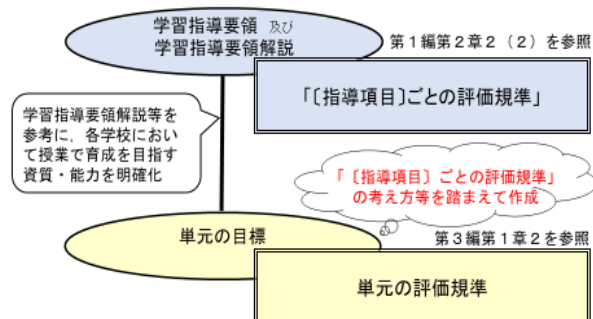 学習指導要領 及び
学習指導要領解説
第1編第2章2（2）を参照
「〔指導項目〕ごとの評価規準」
学習指導要領解説等を
参考に，各学校におい
て授業で育成を目指す
資質・能力を明確化
「〔指導項目〕ごとの評価規準」
の考え方等を踏まえて作成
単元の目標
第3編第1章2を参照
単元の評価規準